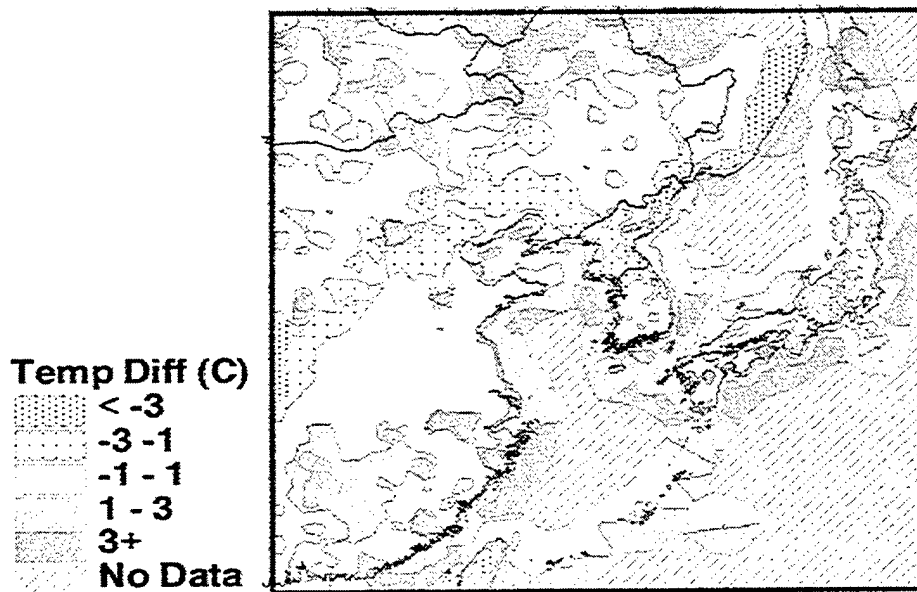 Temp Diff (C)
< -3
-3 -1
-1 - 1
1 - 3
3+
No Data